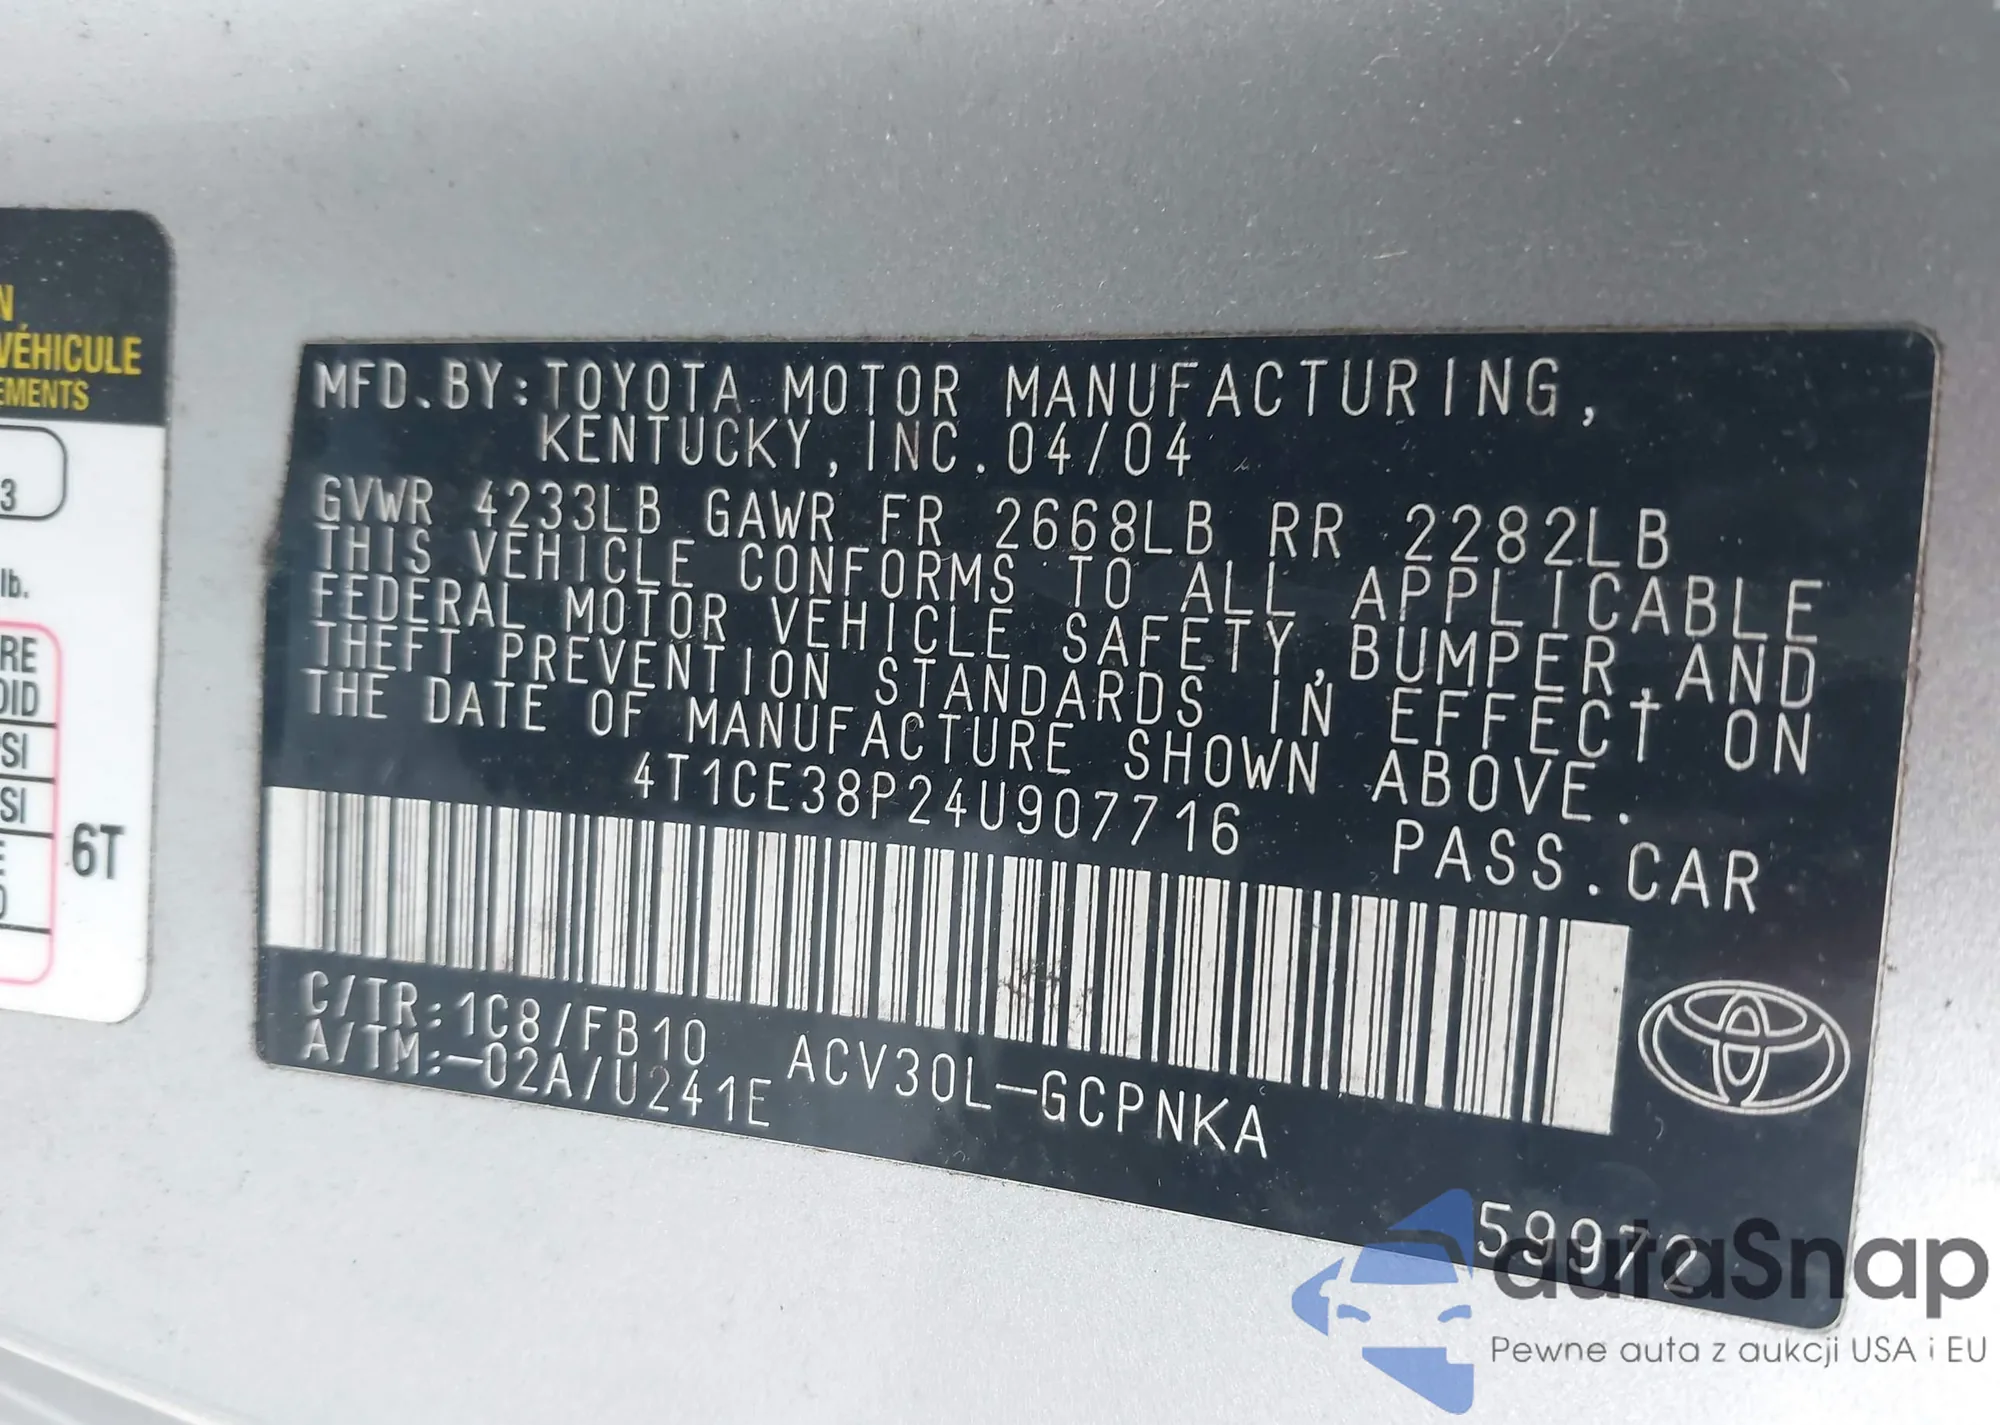 N
VÉHICULE
EMENTS
3
lb.
RE
OID
SI
SI
E
6T
MFD.BY:TOYOTA MOTOR MANUFACTURING,
KENTUCKY,INC.04/04
GVWR 4233LB GAWR FR 2668LB RR 2282LB
THIS VEHICLE CONFORMS TO ALL APPLICABLE
FEDERAL MOTOR VEHICLE SAFETY,BUMPER,AND
THEFT PREVENTION STANDARDS IN EFFECT ON
THE DATE OF MANUFACTURE SHOWN ABOVE.
4T1CE38P24U907716 PASS.CAR
C/TR:1C8/FB10 ACV30L-GCPNKA
A/TM:-02A/U241E
59972
autaSnap
Pewne auta z aukcji USA i EU